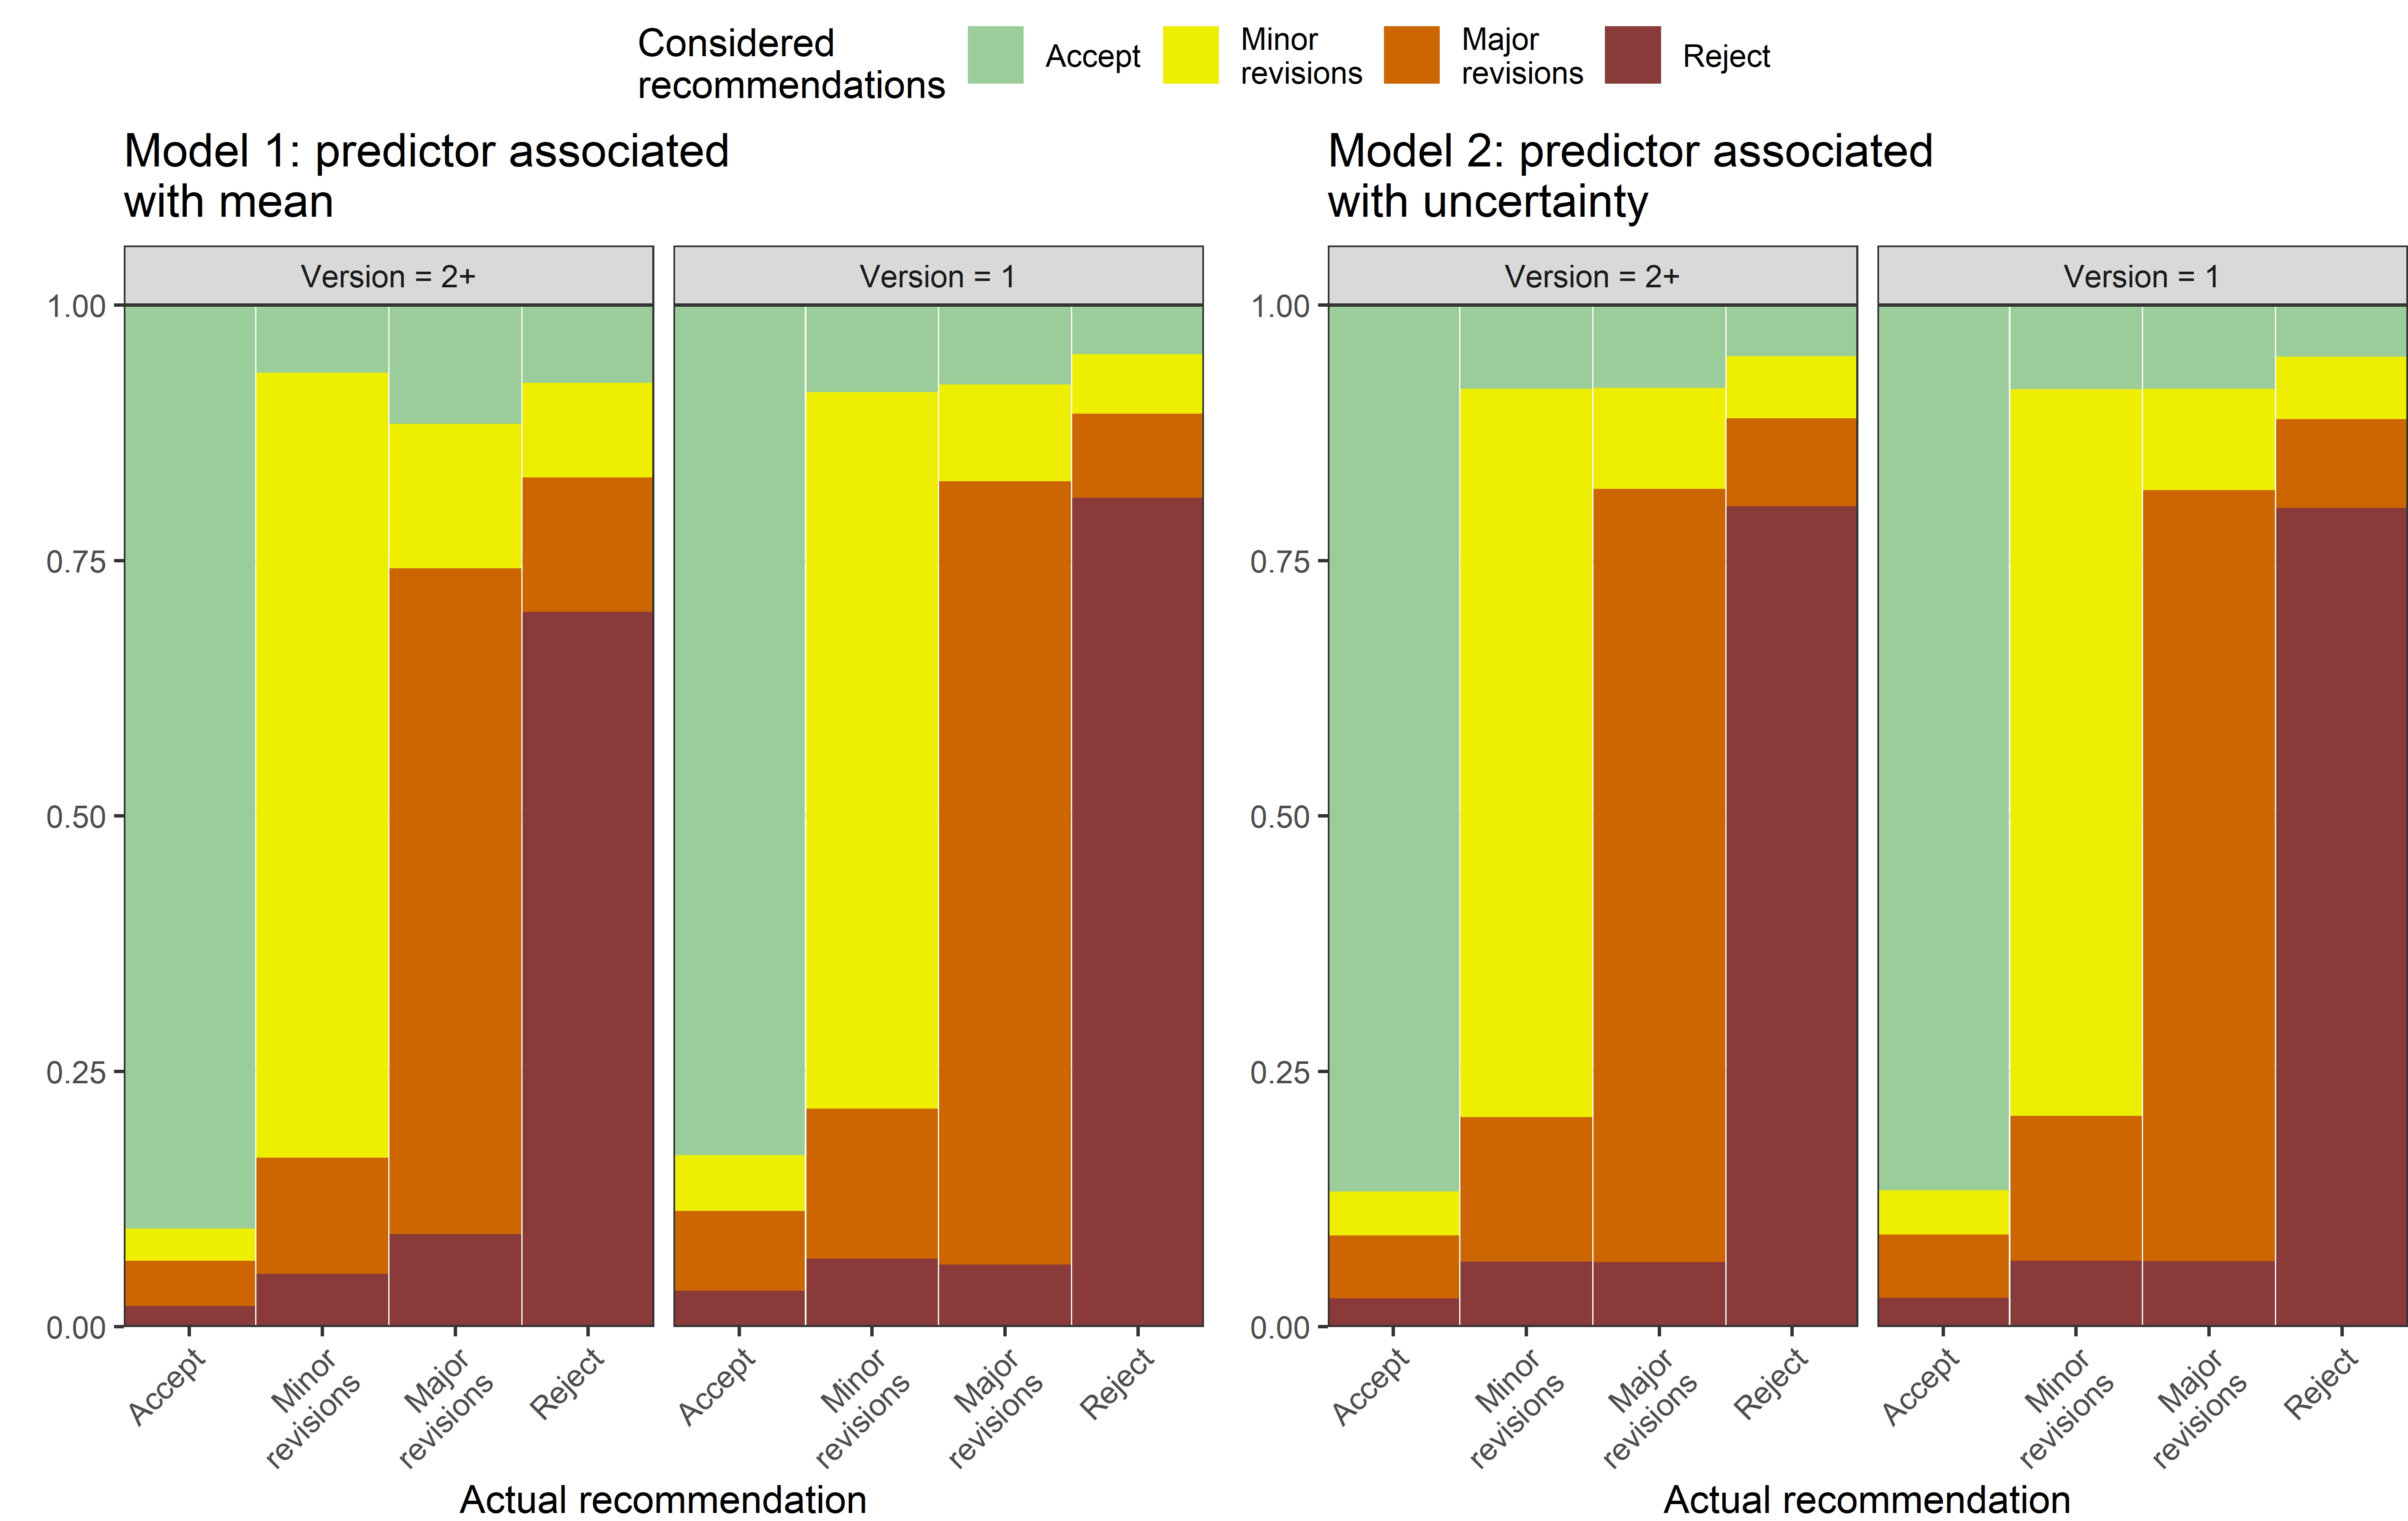 Considered
recommendations
Accept
Minor
revisions
Major
revisions
Reject
Model 1: predictor associated
with mean
Version = 2+
Version = 1
1.00
0.75
0.50
0.25
0.00
Accept
Minor
revisions
Major
revisions
Reject
Accept
Minor
revisions
Major
revisions
Reject
Actual recommendation
Model 2: predictor associated
with uncertainty
Version = 2+
Version = 1
1.00
0.75
0.50
0.25
0.00
Accept
Minor
revisions
Major
revisions
Reject
Accept
Minor
revisions
Major
revisions
Reject
Actual recommendation